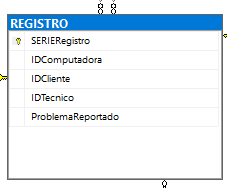 REGISTRO
SERIERegistro
IDComputadora
IDCliente
IDTecnico
ProblemaReportado